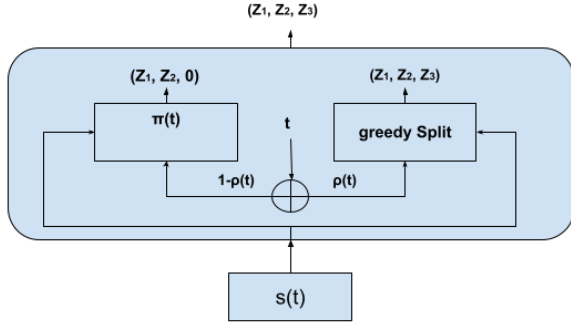 (Z₁, Z₂, Z₃)
(Z₁, Z₂, 0)
(Z₁, Z₂, Z₃)
π(t)
t
greedy Split
1-ρ(t)
ρ(t)
s(t)